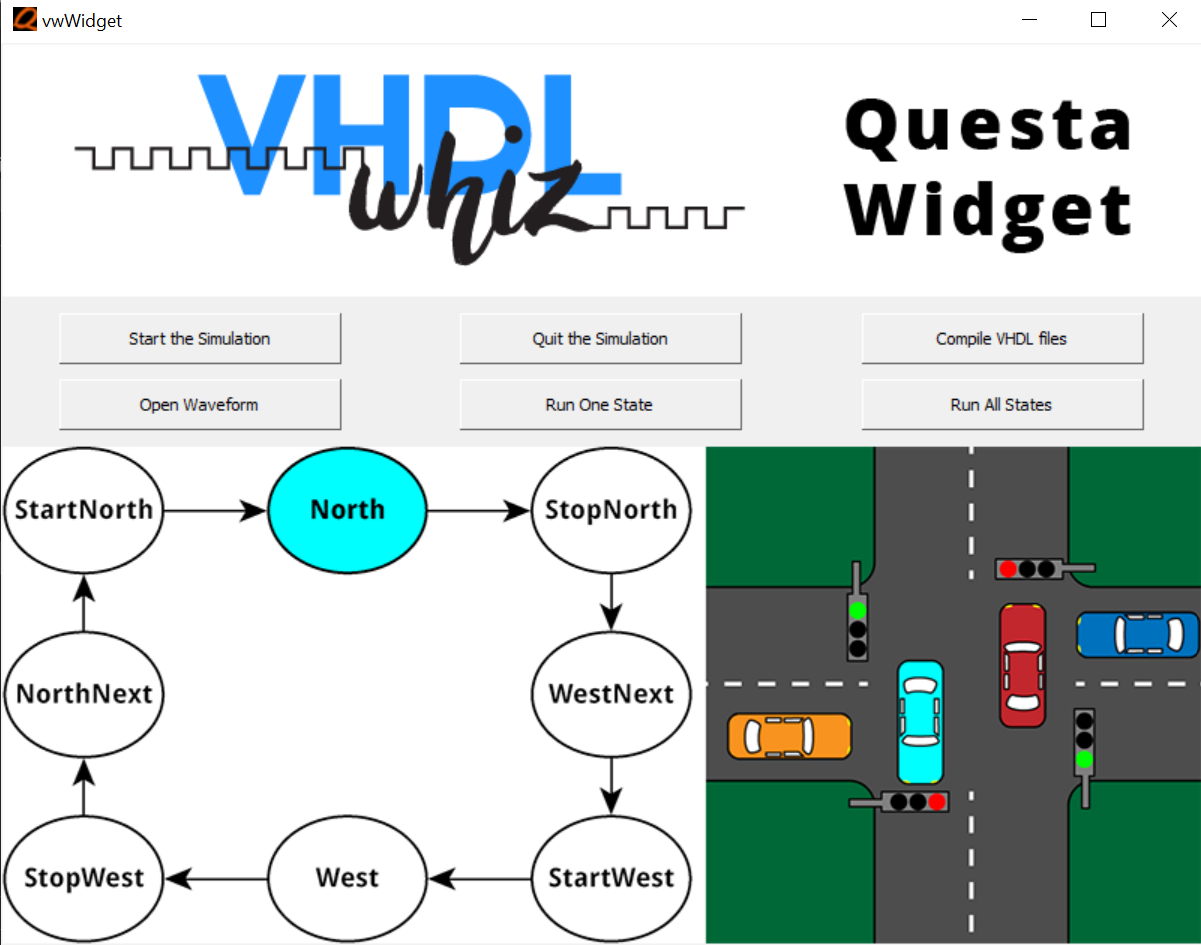 vwWidget
VHDL
whiz
Questa
Widget
Start the Simulation
Quit the Simulation
Compile VHDL files
Open Waveform
Run One State
Run All States
StartNorth
North
StopNorth
NorthNext
WestNext
StopWest
West
StartWest